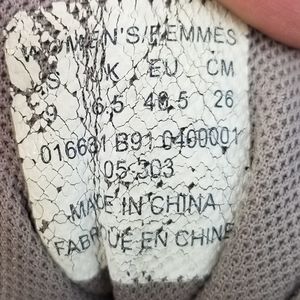 WOMEN'S/FEMMES
US UK EU CM
9 6.5 40.5 26
016631 B91 0400001
05 303
MADE IN CHINA
FABRIQUE EN CHINE